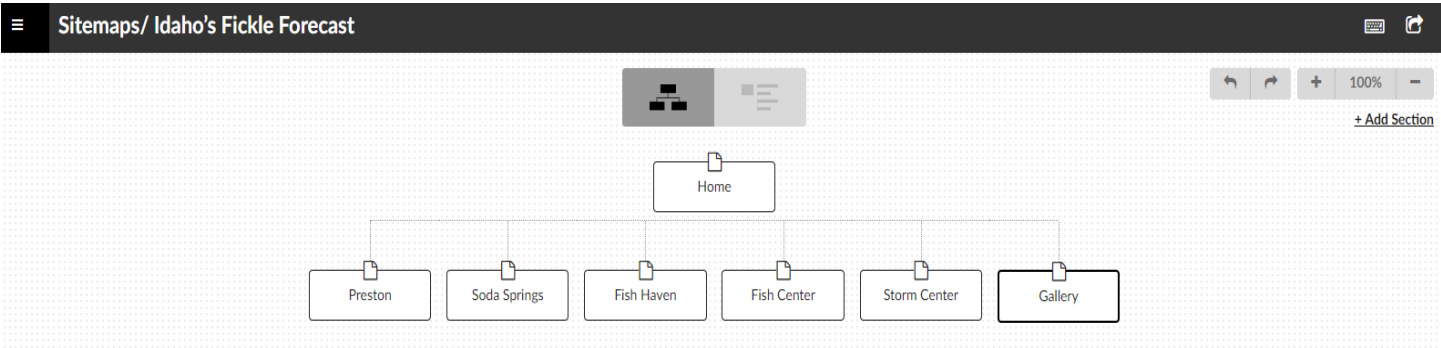 Sitemaps/ Idaho’s Fickle Forecast
100%
+ Add Section
Home
Preston
Soda Springs
Fish Haven
Fish Center
Storm Center
Gallery